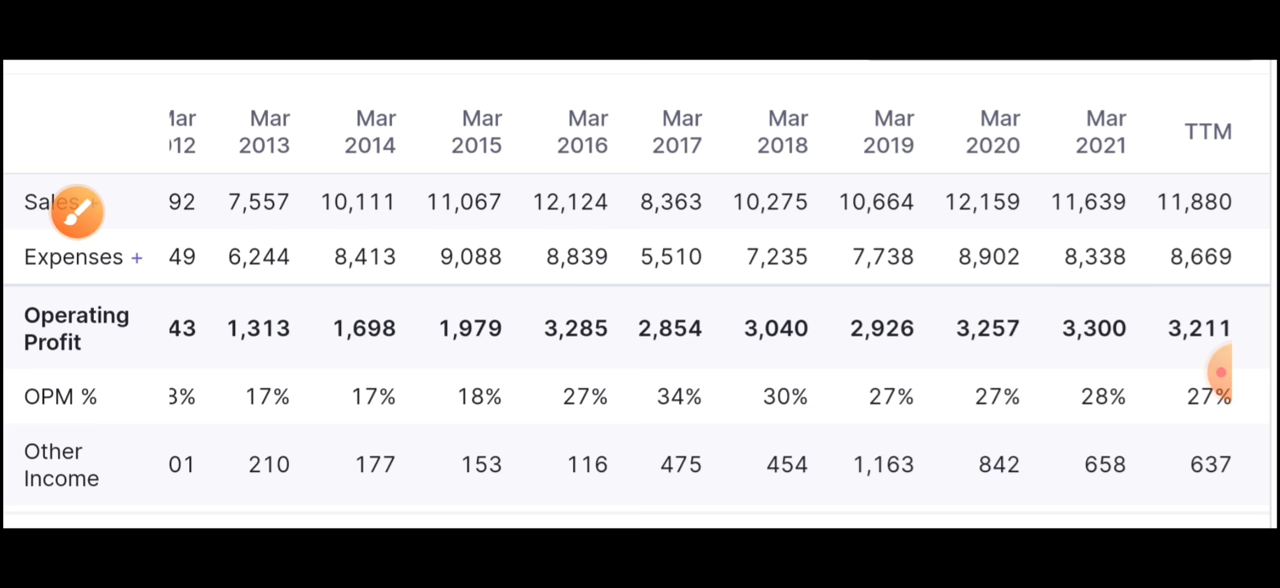 Mar Mar Mar Mar Mar Mar Mar Mar Mar TTM
2013 2014 2015 2016 2017 2018 2019 2020 2021
Sales 92 7,557 10,111 11,067 12,124 8,363 10,275 10,664 12,159 11,639 11,880
Expenses + 49 6,244 8,413 9,088 8,839 5,510 7,235 7,738 8,902 8,338 8,669
Operating
Profit 43 1,313 1,698 1,979 3,285 2,854 3,040 2,926 3,257 3,300 3,211
OPM % 17% 17% 18% 27% 34% 30% 27% 27% 28% 27%
Other
Income 01 210 177 153 116 475 454 1,163 842 658 637